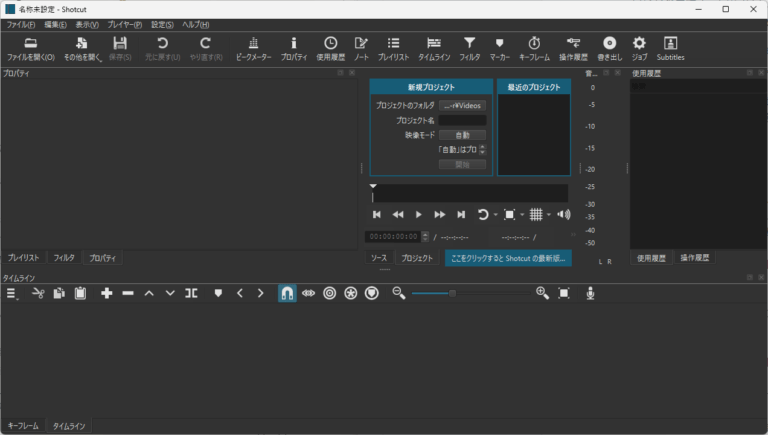 名称未設定 - Shotcut
ファイル(F) 編集(E) 表示(V) プレイヤー(P) 設定(S) ヘルプ(H)
ファイルを開く(O) その他を開く 保存(S) 元に戻す(U) やり直す(R) ピークメーター プロパティ 使用履歴 ノート プレイリスト タイムライン フィルタ マーカー キーフレーム 操作履歴 書き出し ジョブ Subtitles
プロパティ
音... 使用履歴
新規プロジェクト 最近のプロジェクト
プロジェクトのフォルダ ...-r¥Videos
プロジェクト名
映像モード 自動
「自動」はプロ
開始
0
-5
-10
-15
-20
-25
-30
-35
-40
-50
L R
00:00:00:00 / --:--:--:-- --:--:--:-- /
プレイリスト フィルタ プロパティ
ソース プロジェクト ここをクリックすると Shotcut の最新版...
使用履歴 操作履歴
タイムライン
キーフレーム タイムライン